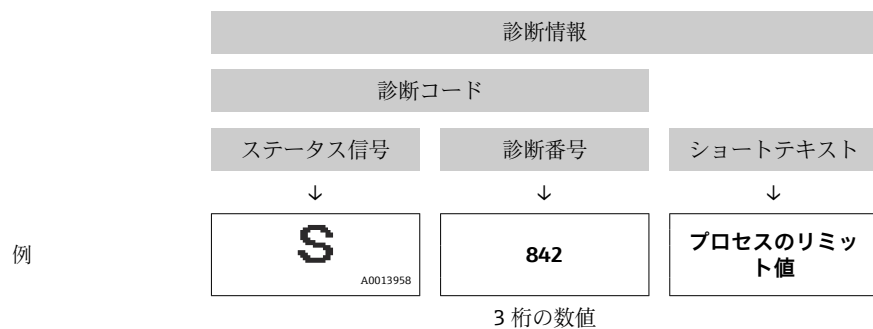 診断情報
診断コード
ステータス信号
診断番号
ショートテキスト
↓
↓
↓
例
S
A0013958
842
プロセスのリミッ
ト値
3 桁の数値